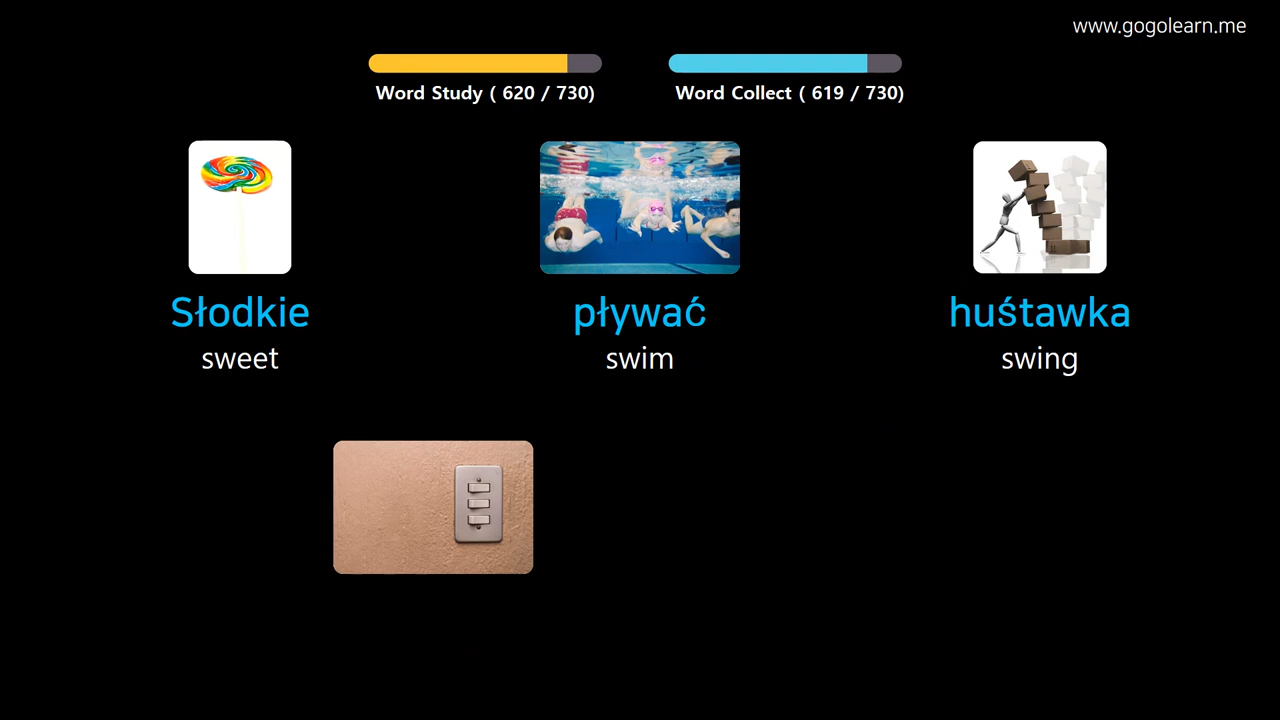 www.gogolearn.me
Word Study ( 620 / 730)
Word Collect ( 619 / 730)
Słodkie
sweet
pływać
swim
huśtawka
swing